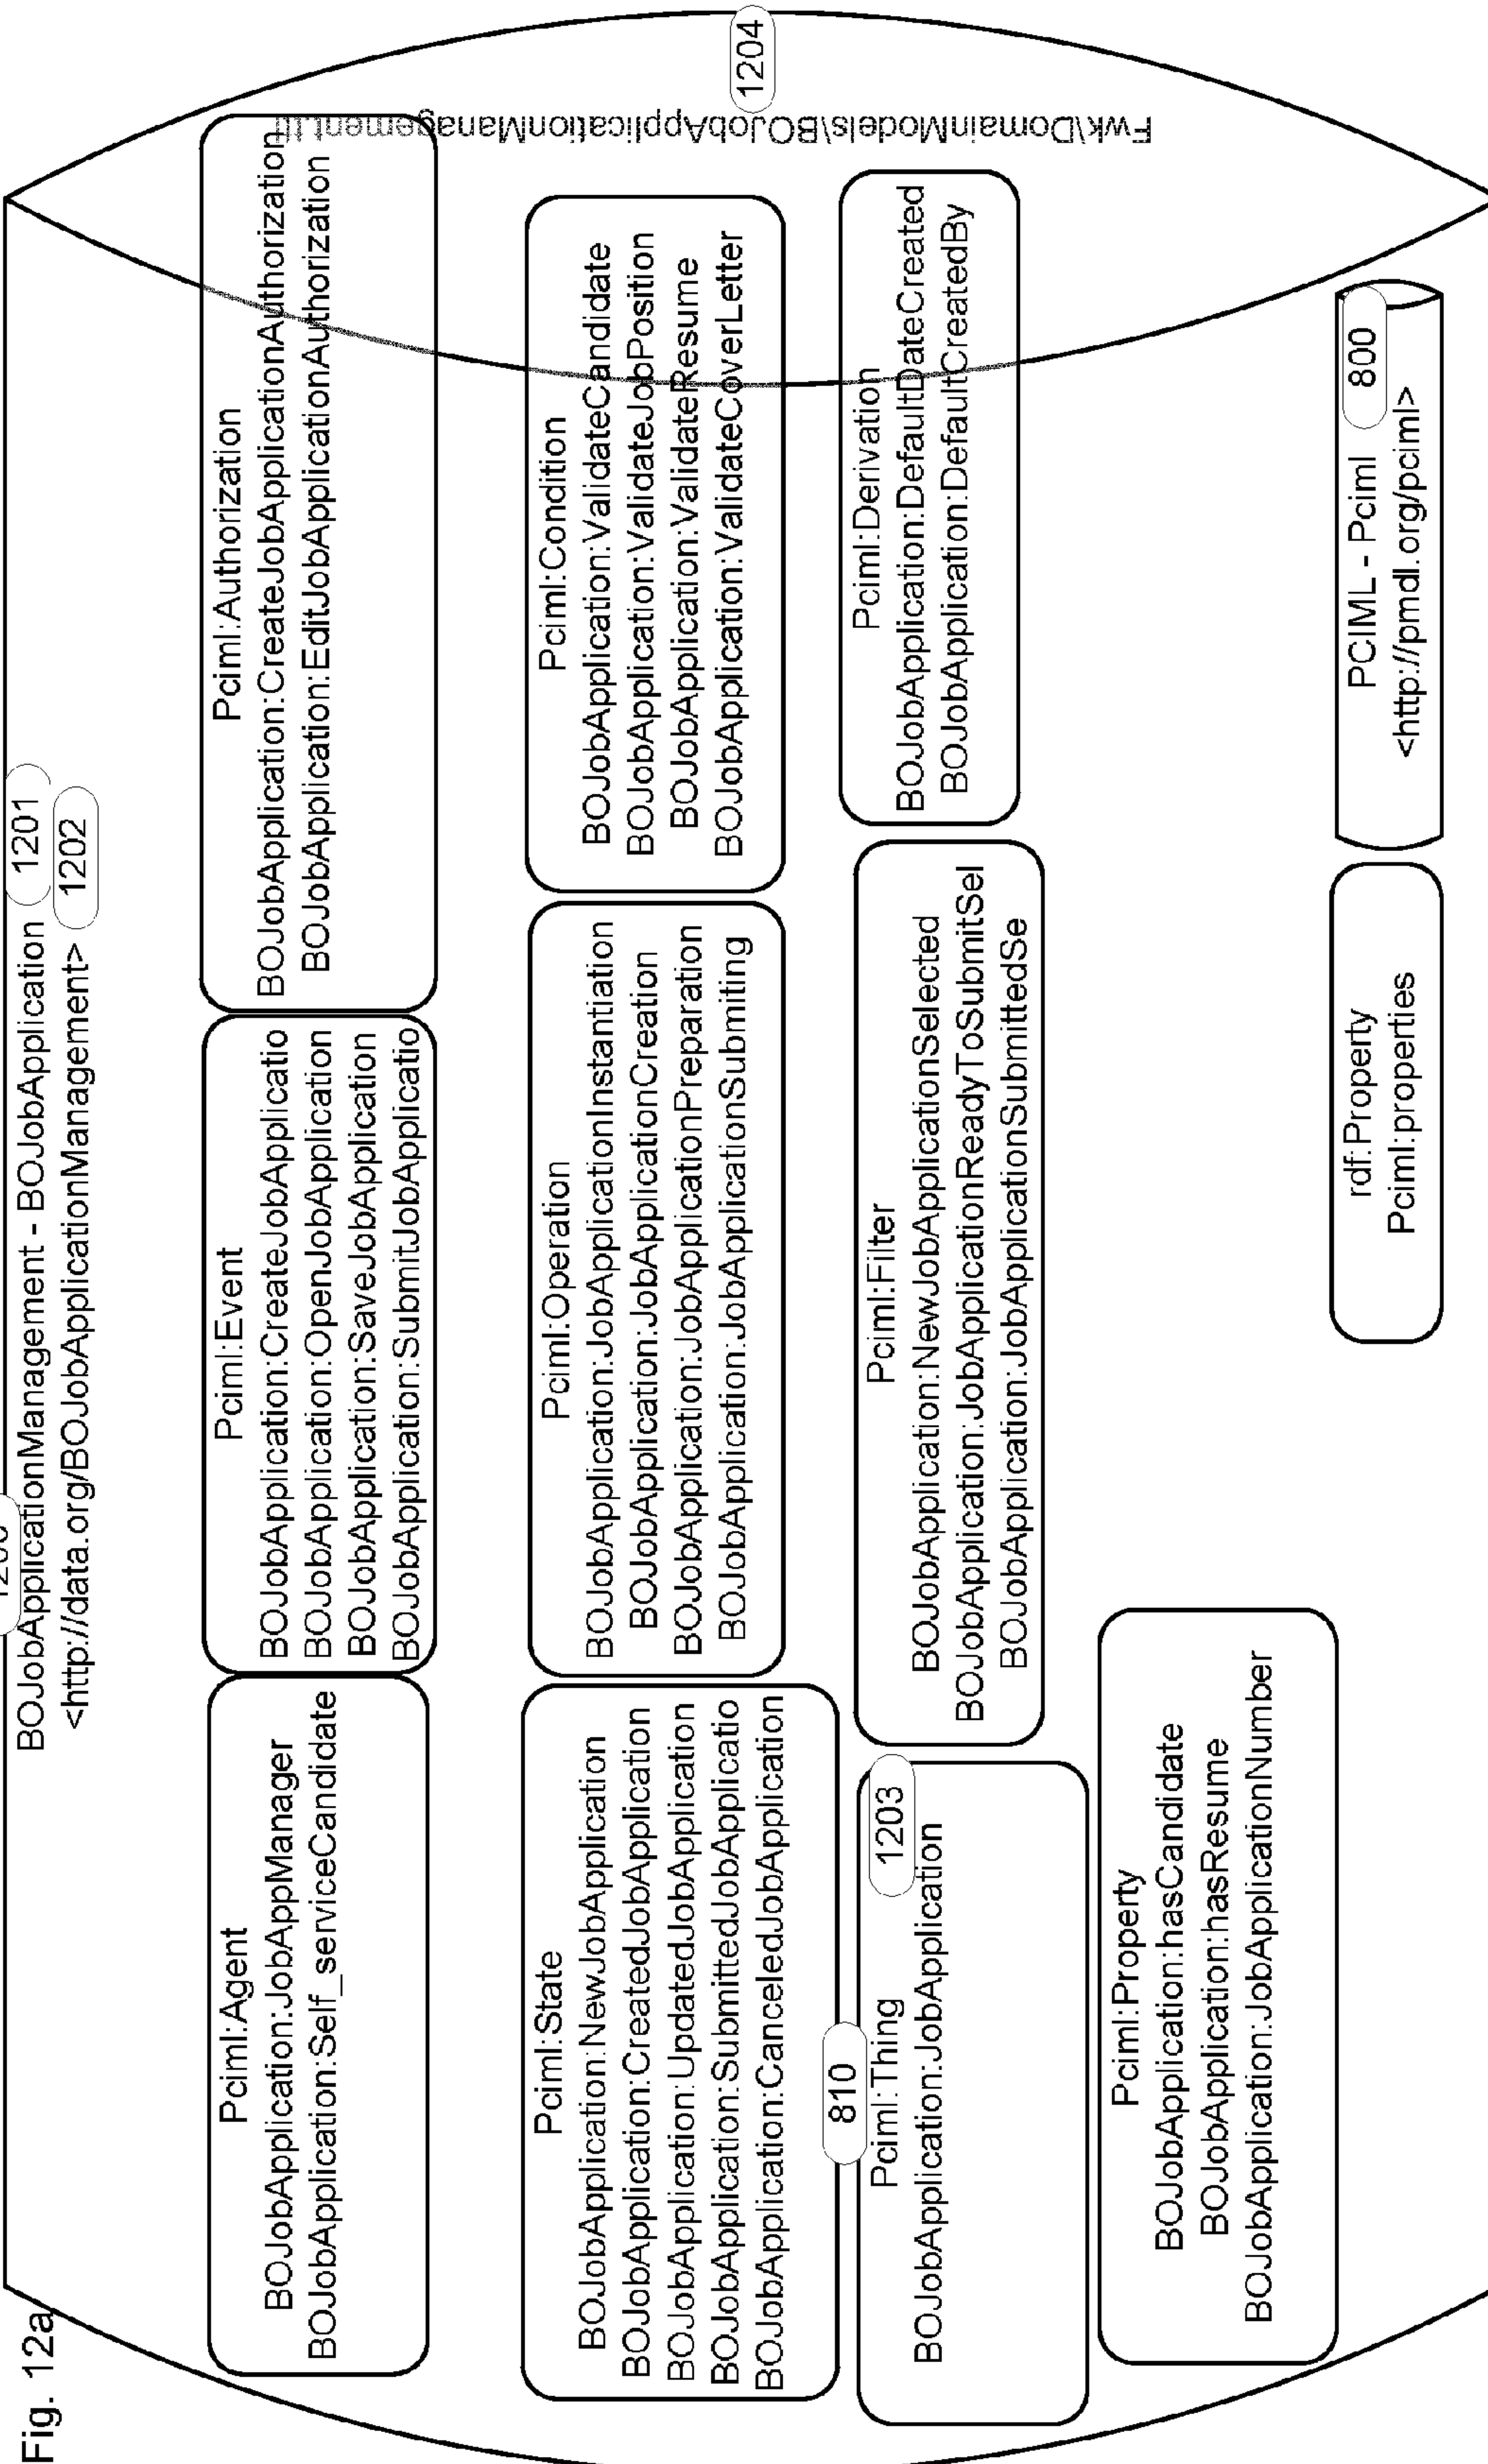 Fig. 12a
BOJobApplicationManagement - BOJobApplication 1201
<http://data.org/BOJobApplicationManagement> 1202
Pciml:Agent
BOJobApplication:JobAppManager
BOJobApplication:Self_serviceCandidate
Pciml:Event
BOJobApplication:CreateJobApplicatio
BOJobApplication:OpenJobApplication
BOJobApplication:SaveJobApplication
BOJobApplication:SubmitJobApplicatio
Pciml:Authorization
BOJobApplication:CreateJobApplicationAuthorization
BOJobApplication:EditJobApplicationAuthorization
Pciml:State
BOJobApplication:NewJobApplication
BOJobApplication:CreatedJobApplication
BOJobApplication:UpdatedJobApplication
BOJobApplication:SubmittedJobApplicatio
BOJobApplication:CanceledJobApplication
Pciml:Operation
BOJobApplication:JobApplicationInstantiation
BOJobApplication:JobApplicationCreation
BOJobApplication:JobApplicationPreparation
BOJobApplication:JobApplicationSubmiting
Pciml:Condition
BOJobApplication:ValidateCandidate
BOJobApplication:ValidateJobPosition
BOJobApplication:ValidateResume
BOJobApplication:ValidateCoverLetter
810
Pciml:Thing
1203
BOJobApplication:JobApplication
Pciml:Filter
BOJobApplication:NewJobApplicationSelected
BOJobApplication:JobApplicationReadyToSubmitSel
BOJobApplication:JobApplicationSubmittedSe
Pciml:Derivation
BOJobApplication:DefaultDateCreated
BOJobApplication:DefaultCreatedBy
Pciml:Property
BOJobApplication:hasCandidate
BOJobApplication:hasResume
BOJobApplication:JobApplicationNumber
rdf:Property
Pciml:properties
PCIML - Pciml 800
<http://pmdl.org/pciml>
Fwk\DomainModels\BOJobApplicationManagement.ttl
1204